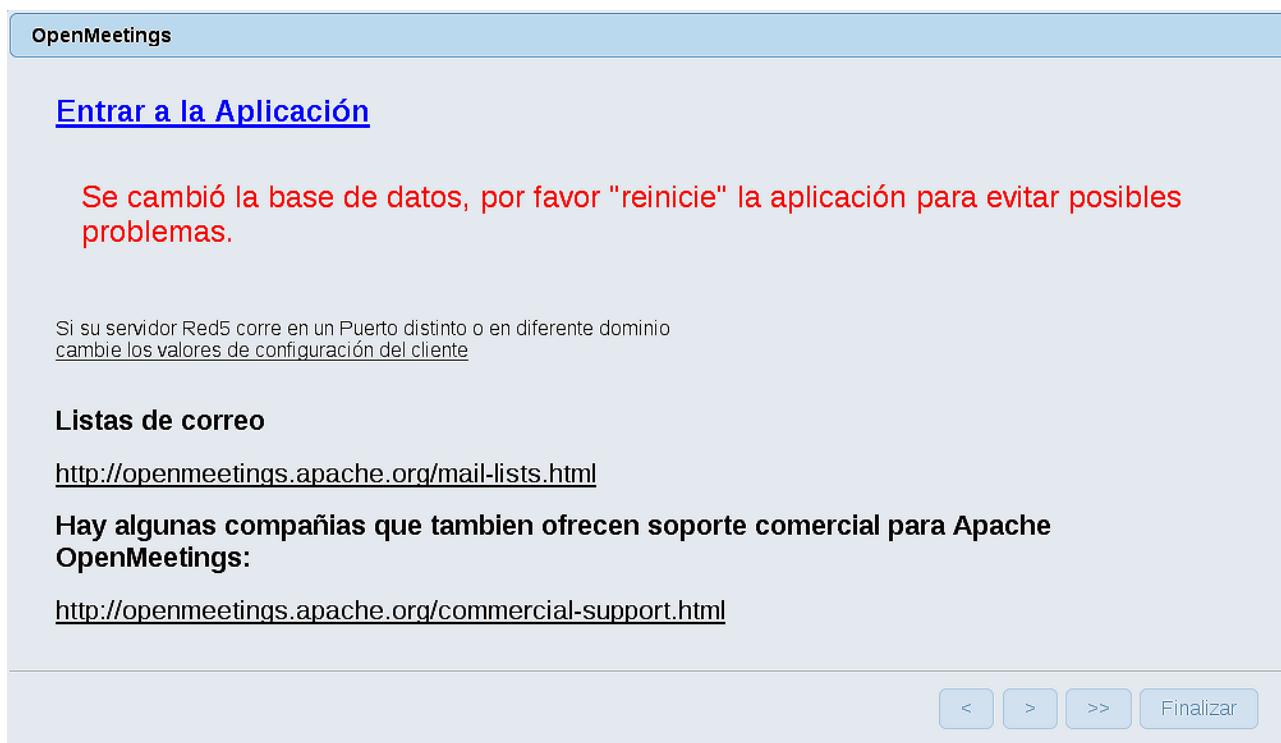 OpenMeetings
Entrar a la Aplicación
Se cambió la base de datos, por favor "reinicie" la aplicación para evitar posibles
problemas.
Si su servidor Red5 corre en un Puerto distinto o en diferente dominio
cambie los valores de configuración del cliente
Listas de correo
http://openmeetings.apache.org/mail-lists.html
Hay algunas compañias que tambien ofrecen soporte comercial para Apache
OpenMeetings:
http://openmeetings.apache.org/commercial-support.html
< > >> Finalizar